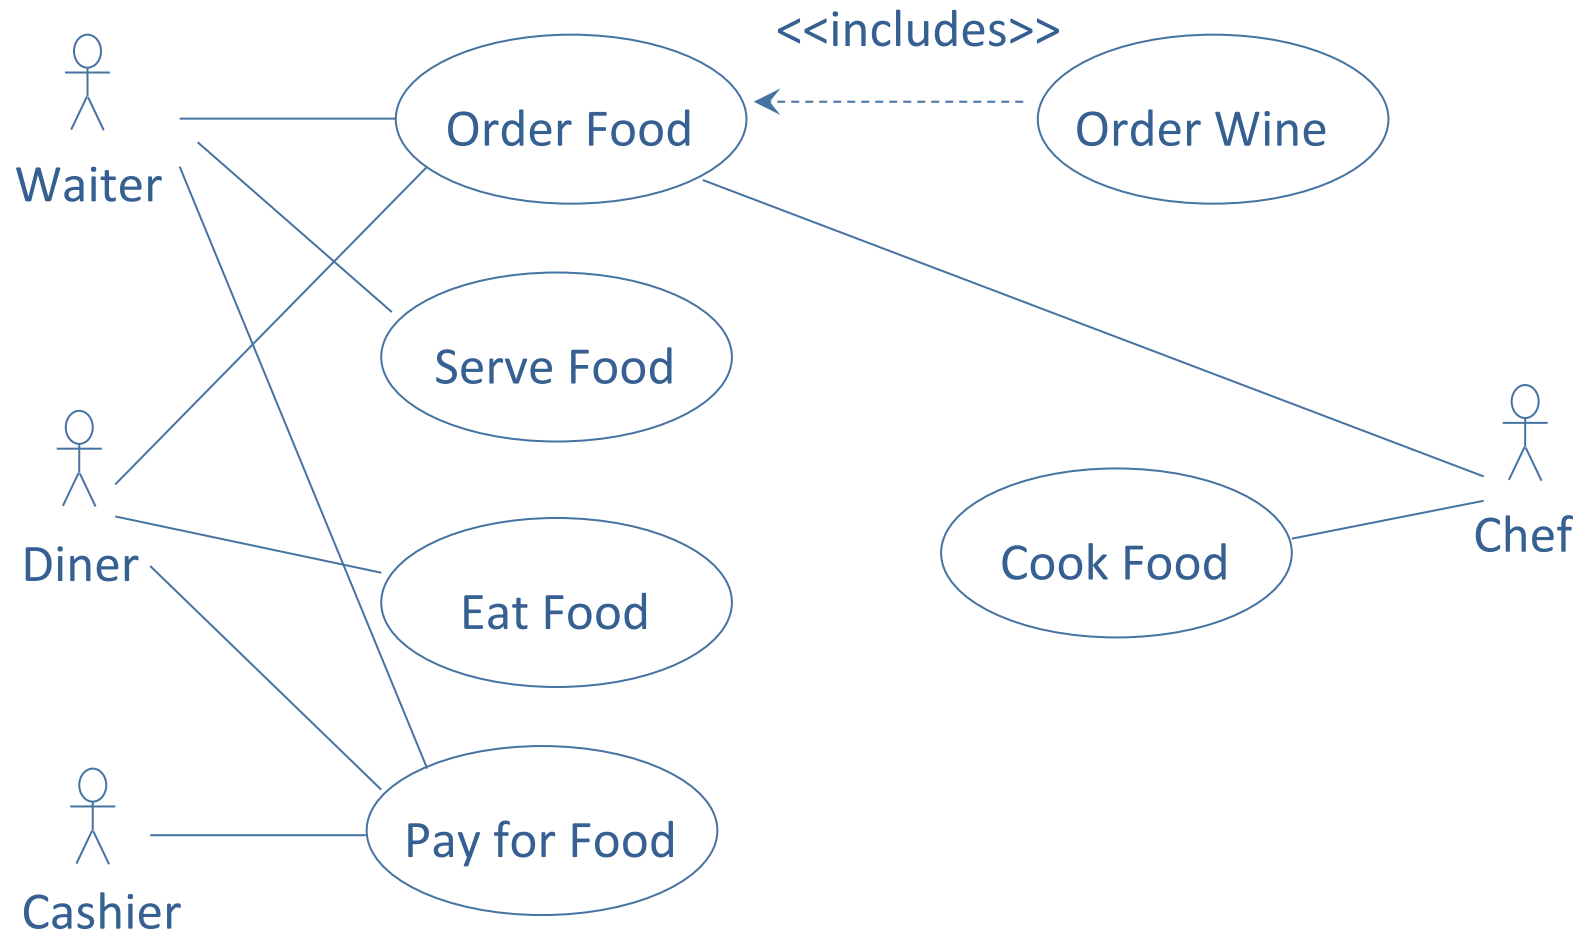 <<includes>>
Order Food
Order Wine
Waiter
Serve Food
Chef
Diner
Cook Food
Eat Food
Pay for Food
Cashier